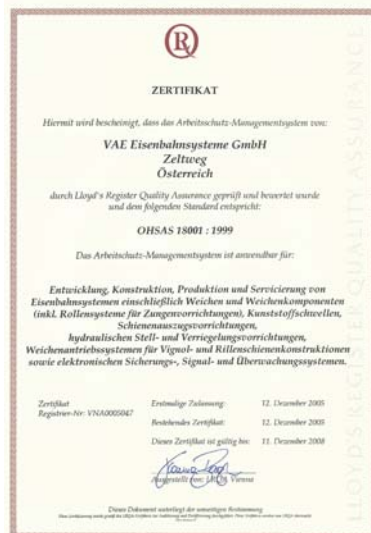 ZERTIFIKAT
Hiermit wird bescheinigt, dass das Arbeitsschutz-Managementsystem von:
VAE Eisenbahnsysteme GmbH
Zeltweg
Österreich
durch Lloyd's Register Quality Assurance geprüft und bewertet wurde
und dem folgenden Standard entspricht:
OHSAS 18001 : 1999
Das Arbeitsschutz-Managementsystem ist anwendbar für:
Entwicklung, Konstruktion, Produktion und Servicierung von
Eisenbahnsystemen einschließlich Weichen und Weichenkomponenten
(inkl. Rollensysteme für Zungenvorrichtungen), Kunststoffschwellen,
Schienenauszugsvorrichtungen,
hydraulischen Stell- und Verriegelungsvorrichtungen,
Weichenantriebssystemen für Vignol- und Rillenschienenkonstruktionen
sowie elektronischen Sicherungs-, Signal- und Überwachungssystemen.
Zertifikat
Registrier-Nr: VNA0005047
Erstmalige Zulassung: 12. Dezember 2005
Bestehendes Zertifikat: 12. Dezember 2005
Dieses Zertifikat ist gültig bis: 11. Dezember 2008
Ausgestellt von: LRQA Vienna
Dieses Dokument unterliegt der umseitigen Bestimmung
LLOYD'S REGISTER QUALITY ASSURANCE